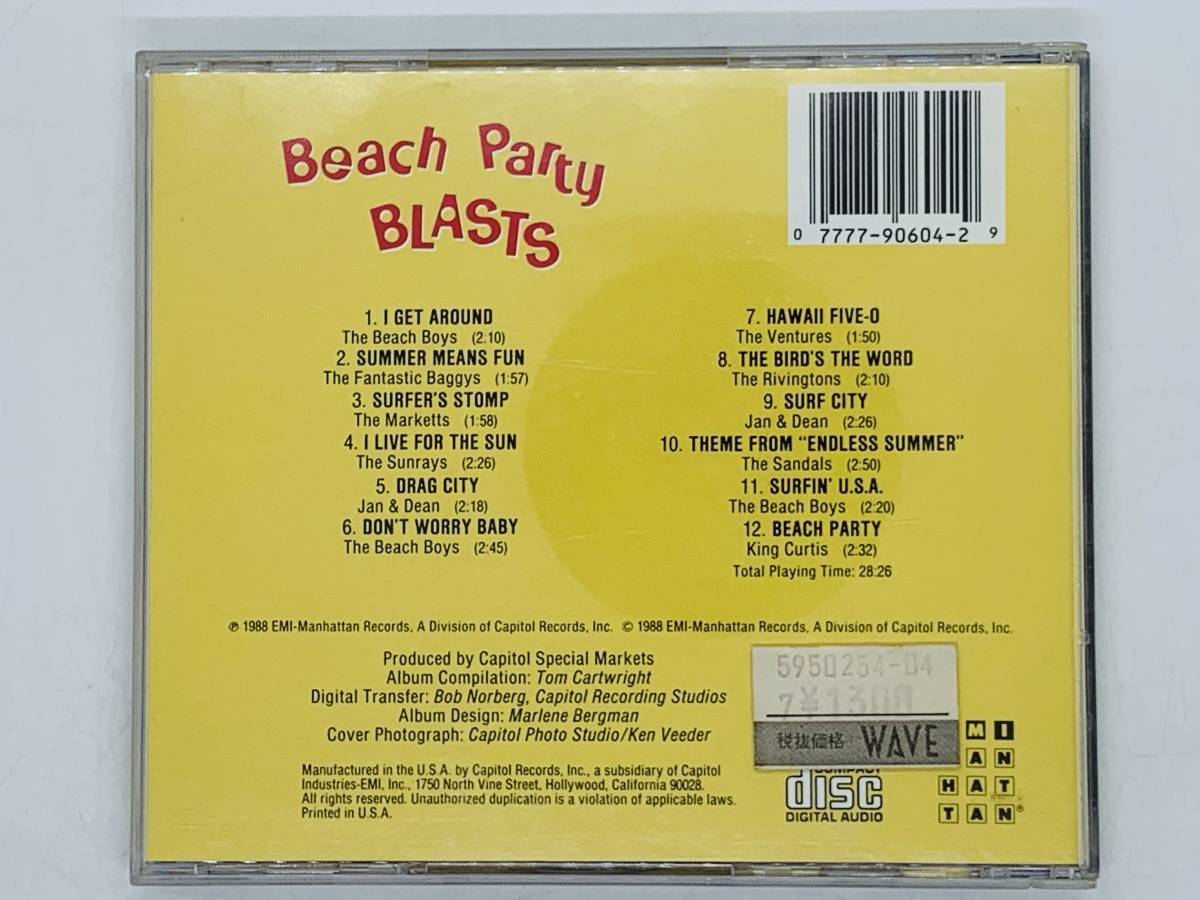 Beach Party
BLASTS
0 7777-90604-2 9
1. I GET AROUND
The Beach Boys (2:10)
2. SUMMER MEANS FUN
The Fantastic Baggys (1:57)
3. SURFER'S STOMP
The Marketts (1:58)
4. I LIVE FOR THE SUN
The Sunrays (2:26)
5. DRAG CITY
Jan & Dean (2:18)
6. DON'T WORRY BABY
The Beach Boys (2:45)
7. HAWAII FIVE-O
The Ventures (1:50)
8. THE BIRD'S THE WORD
The Rivingtons (2:10)
9. SURF CITY
Jan & Dean (2:26)
10. THEME FROM “ENDLESS SUMMER”
The Sandals (2:50)
11. SURFIN' U.S.A.
The Beach Boys (2:20)
12. BEACH PARTY
King Curtis (2:32)
Total Playing Time: 28:26
℗ 1988 EMI-Manhattan Records, A Division of Capitol Records, Inc. © 1988 EMI-Manhattan Records, A Division of Capitol Records, Inc.
Produced by Capitol Special Markets
Album Compilation: Tom Cartwright
Digital Transfer: Bob Norberg, Capitol Recording Studios
Album Design: Marlene Bergman
Cover Photograph: Capitol Photo Studio/Ken Veeder
Manufactured in the U.S.A. by Capitol Records, Inc., a subsidiary of Capitol
Industries-EMI, Inc., 1750 North Vine Street, Hollywood, California 90028.
All rights reserved. Unauthorized duplication is a violation of applicable laws.
Printed in U.S.A.
5950254-04
7 ¥1300
税抜価格 WAVE
COMPACT
disc
DIGITAL AUDIO
MI
AN
HAT
TAN®